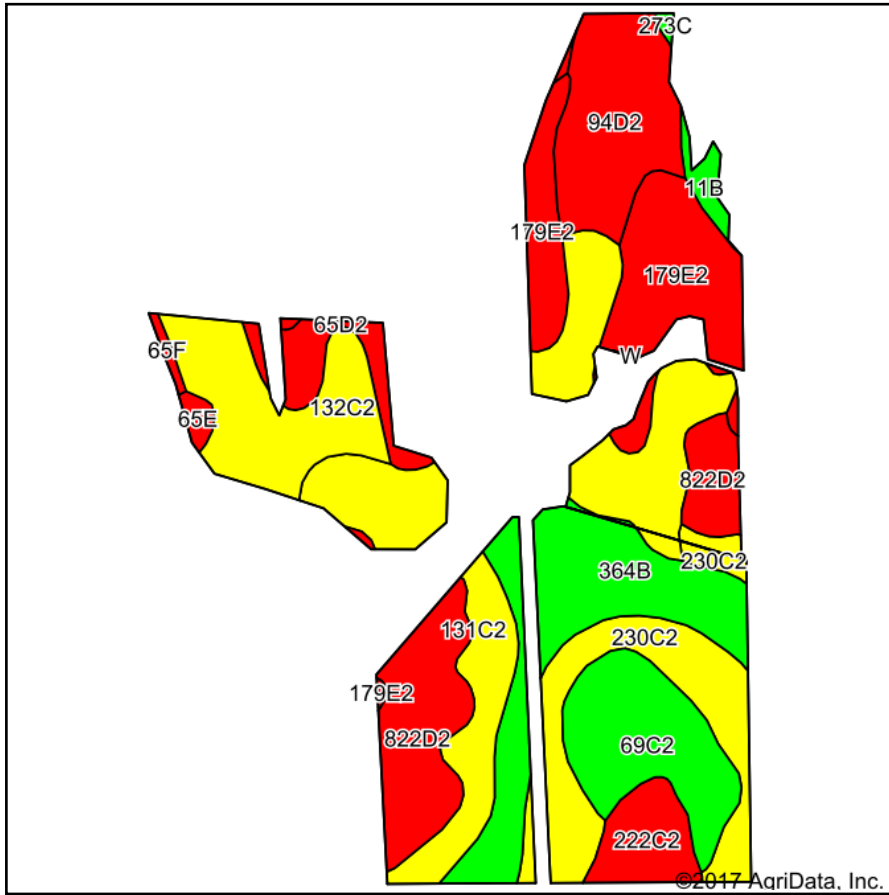 273C
94D2
11B
179E2
179E2
65D2
65F
W
132C2
65E
822D2
230C2
364B
131C2
230C2
179E2
822D2
69C2
222C2
©2017 AgriData, Inc.